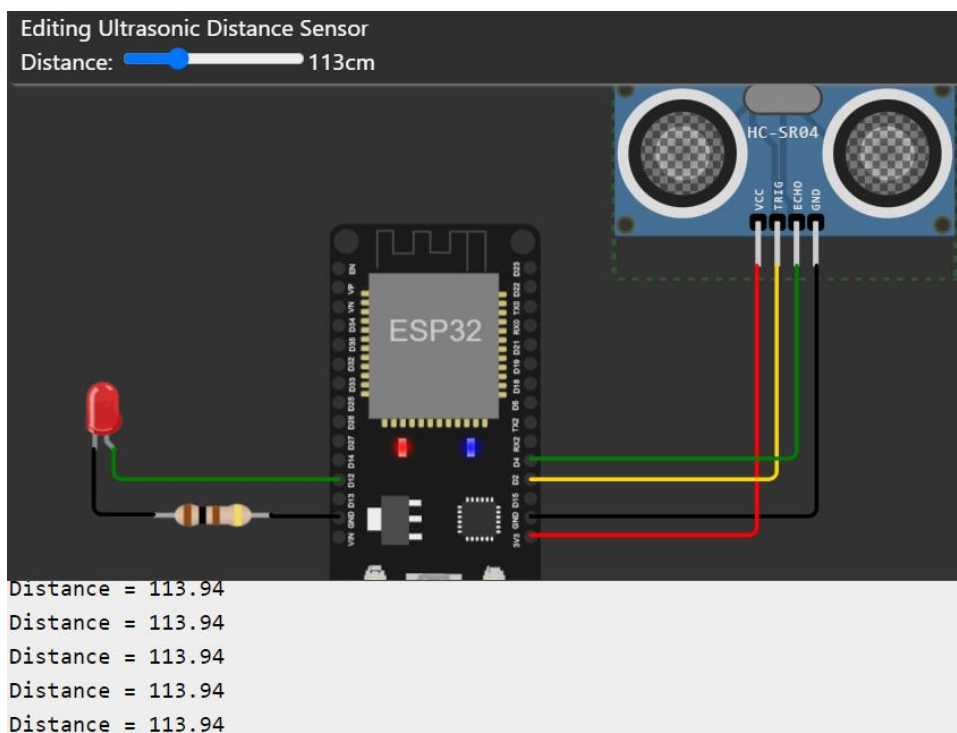 Editing Ultrasonic Distance Sensor
Distance: 113cm
HC-SR04
VCC
TRIG
ECHO
GND
ESP32
EN
VP
VN
D34
D35
D32
D33
D25
D26
D27
D14
D12
D13
GND
VIN
D23
D22
TX0
RX0
D21
D19
D18
D5
TX2
RX2
D4
D2
D15
GND
3V3
Distance = 113.94
Distance = 113.94
Distance = 113.94
Distance = 113.94
Distance = 113.94